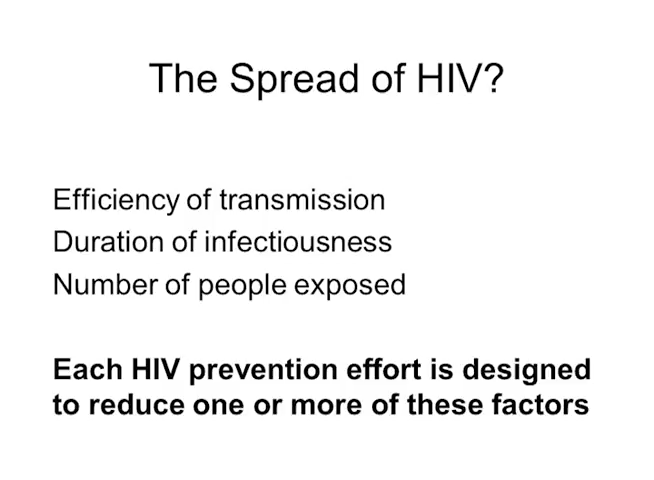 The Spread of HIV?
Efficiency of transmission
Duration of infectiousness
Number of people exposed
Each HIV prevention effort is designed
to reduce one or more of these factors